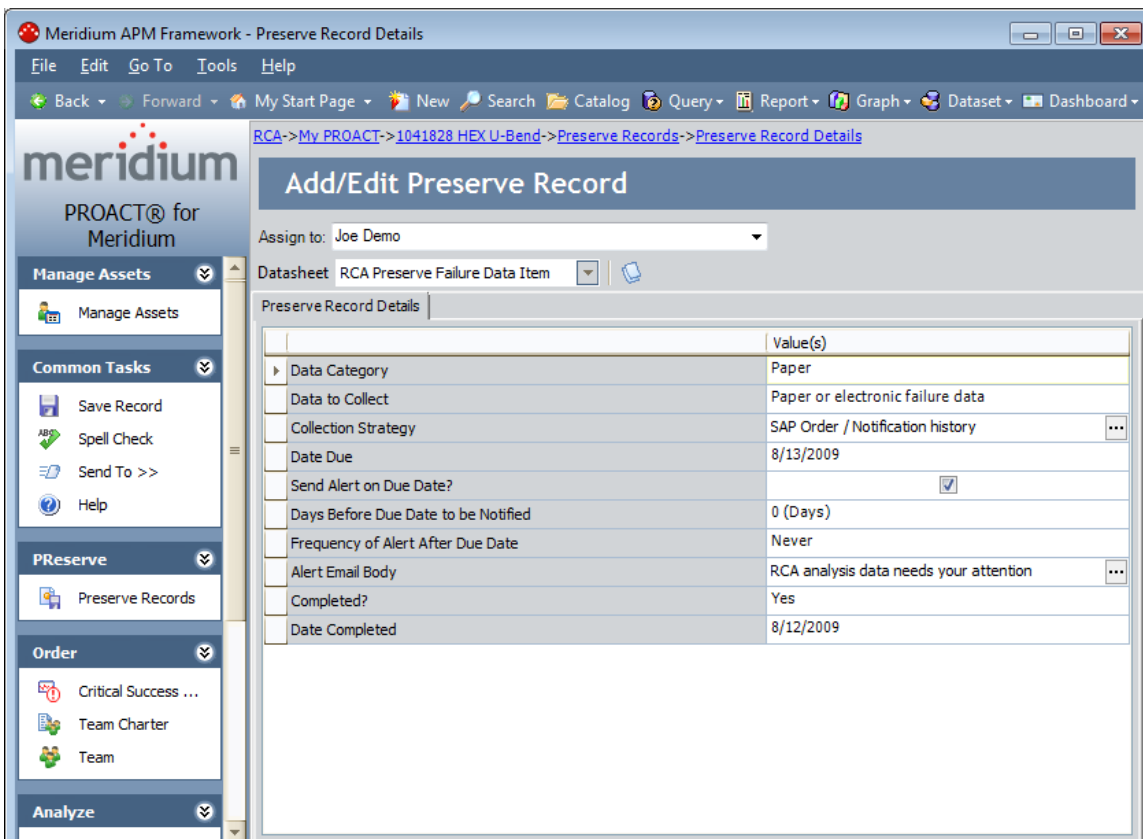 Meridium APM Framework - Preserve Record Details
File Edit Go To Tools Help
Back Forward My Start Page New Search Catalog Query Report Graph Dataset Dashboard
meridium
PROACT® for
Meridium
RCA->My PROACT->1041828 HEX U-Bend->Preserve Records->Preserve Record Details
Add/Edit Preserve Record
Assign to: Joe Demo
Datasheet RCA Preserve Failure Data Item
Preserve Record Details
Manage Assets
Manage Assets
Common Tasks
Save Record
ABC Spell Check
Send To >>
Help
PReserve
Preserve Records
Order
Critical Success ...
Team Charter
Team
Analyze
Value(s)
Data Category Paper
Data to Collect Paper or electronic failure data
Collection Strategy SAP Order / Notification history ...
Date Due 8/13/2009
Send Alert on Due Date?
Days Before Due Date to be Notified 0 (Days)
Frequency of Alert After Due Date Never
Alert Email Body RCA analysis data needs your attention ...
Completed? Yes
Date Completed 8/12/2009